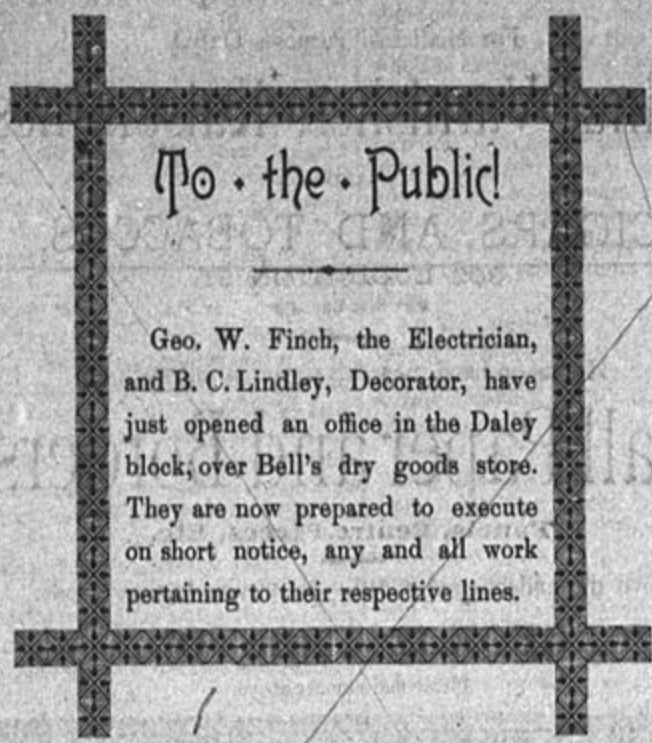 To · the · Public!
Geo. W. Finch, the Electrician,
and B. C. Lindley, Decorator, have
just opened an office in the Daley
block, over Bell's dry goods store.
They are now prepared to execute
on short notice, any and all work
pertaining to their respective lines.